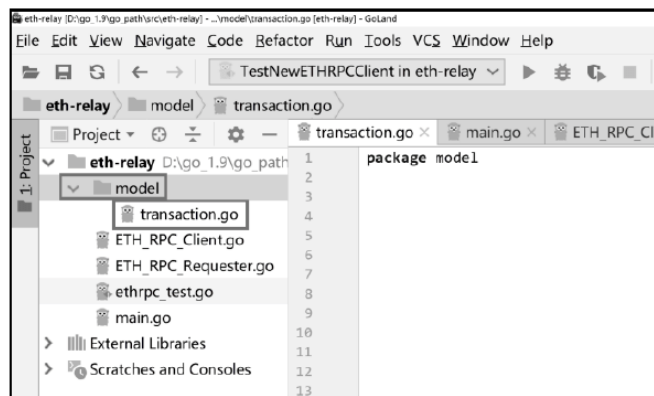 eth-relay [D:\go_1.9\go_path\src\eth-relay] - ...\model\transaction.go [eth-relay] - GoLand
File Edit View Navigate Code Refactor Run Tools VCS Window Help
TestNewETHRPCClient in eth-relay
eth-relay model transaction.go
1: Project
Project
transaction.go × main.go × ETH_RPC_Cl
eth-relay D:\go_1.9\go_path
model
transaction.go
ETH_RPC_Client.go
ETH_RPC_Requester.go
ethrpc_test.go
main.go
External Libraries
Scratches and Consoles
1 package model
2
3
4
5
6
7
8
9
10
11
12
13